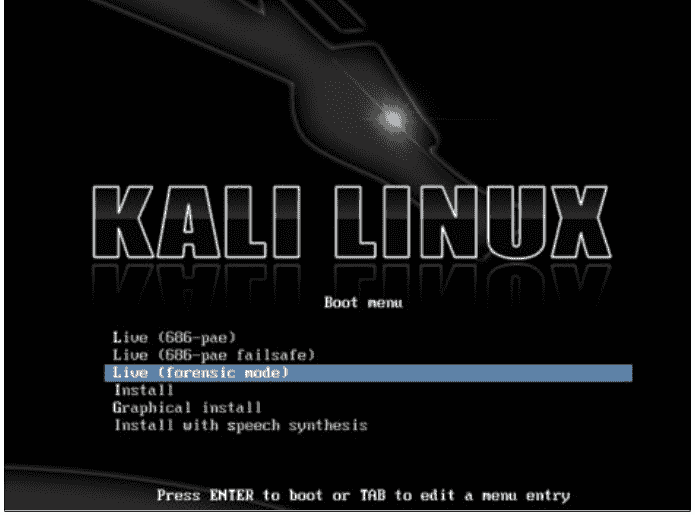 KALI LINUX
Boot menu
Live (686-pae)
Live (686-pae failsafe)
Live (forensic mode)
Install
Graphical install
Install with speech synthesis
Press ENTER to boot or TAB to edit a menu entry